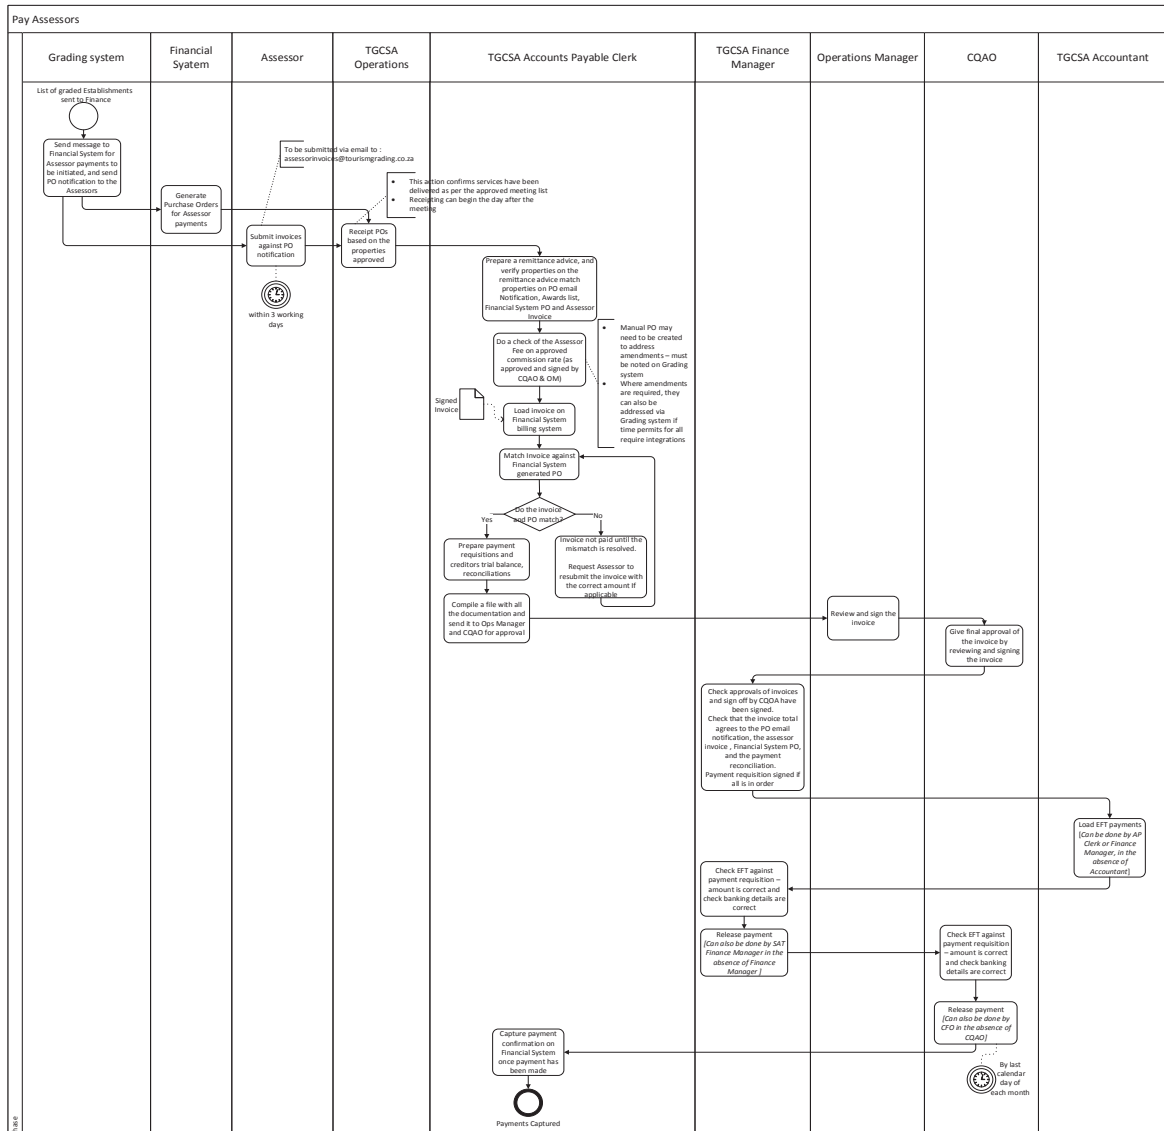 Pay Assessors
Grading system
Financial
Syatem
Assessor
TGCSA
Operations
TGCSA Accounts Payable Clerk
TGCSA Finance
Manager
Operations Manager
CQAO
TGCSA Accountant
List of graded Establishments
sent to Finance
Send message to
Financial System for
Assessor payments to
be initiated, and send
PO notification to the
Assessors
Generate
Purchase Orders
for Assessor
payments
To be submitted via email to :
assessorinvoices@tourismgrading.co.za
Submit invoices
against PO
notification
within 3 working
days
• This action confirms services have been
delivered as per the approved meeting list
• Receipting can begin the day after the
meeting
Receipt POs
based on the
properties
approved
Prepare a remittance advice, and
verify properties on the
remittance advice match
properties on PO email
Notification, Awards list,
Financial System PO and Assessor
Invoice
Do a check of the Assessor
Fee on approved
commission rate (as
approved and signed by
CQAO & OM)
• Manual PO may
need to be created
to address
amendments – must
be noted on Grading
system
• Where amendments
are required, they
can also be
addressed via
Grading system if
time permits for all
require integrations
Signed
Invoice
Load invoice on
Financial System
billing system
Match Invoice against
Financial System
generated PO
Do the invoice
and PO match?
Yes
No
Prepare payment
requisitions and
creditors trial balance,
reconciliations
Invoice not paid until the
mismatch is resolved.
Request Assessor to
resubmit the invoice with
the correct amount If
applicable
Compile a file with all
the documentation and
send it to Ops Manager
and CQAO for approval
Review and sign the
invoice
Give final approval of
the invoice by
reviewing and signing
the invoice
Check approvals of invoices
and sign off by CQOA have
been signed.
Check that the invoice total
agrees to the PO email
notification, the assessor
invoice , Financial System PO,
and the payment
reconciliation.
Payment requisition signed if
all is in order
Load EFT payments
[Can be done by AP
Clerk or Finance
Manager, in the
absence of
Accountant]
Check EFT against
payment requisition –
amount is correct and
check banking details are
correct
Release payment
[Can also be done by SAT
Finance Manager in the
absence of Finance
Manager ]
Check EFT against
payment requisition
– amount is correct
and check banking
details are correct
Release payment
[Can also be done by
CFO in the absence of
CQAO]
By last
calendar
day of
each month
Capture payment
confirmation on
Financial System
once payment has
been made
Payments Captured